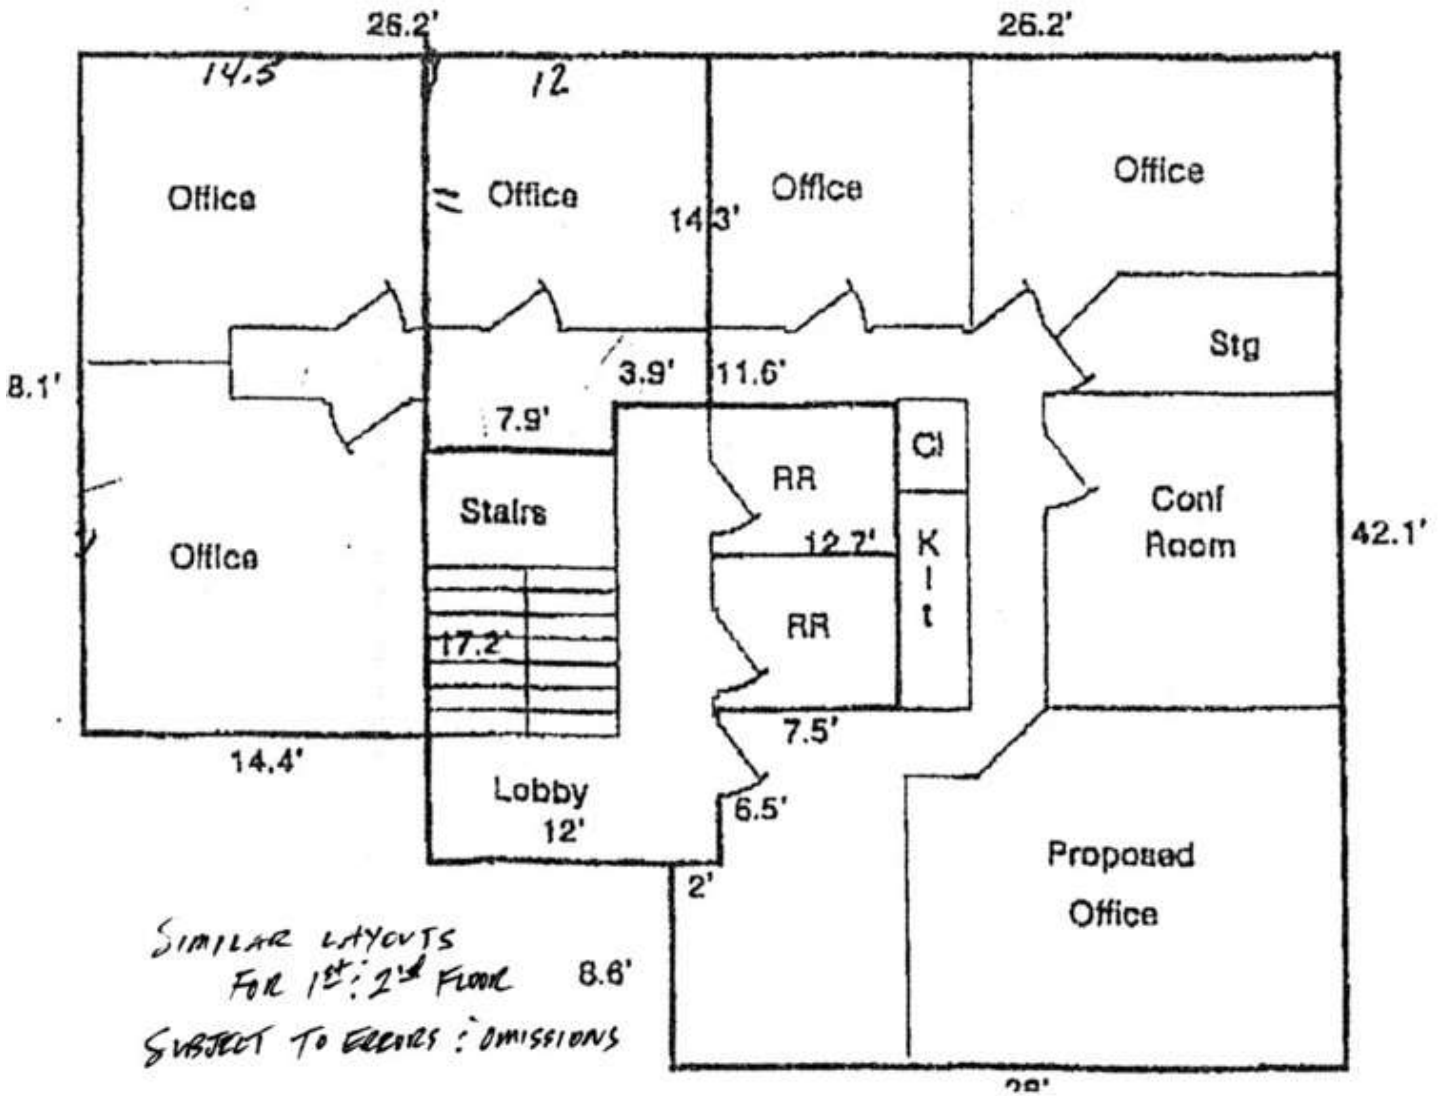 26.2'
26.2'
14.5
12
Office
Office
Office
Office
14.3'
Stg
8.1'
3.9'
11.6'
7.9'
Cl
RR
Stairs
Conf
Room
Office
12.7'
Kit
42.1'
RR
17.2'
7.5'
14.4'
Lobby
12'
6.5'
2'
Proposed
Office
SIMILAR LAYOUTS
FOR 1st : 2nd FLOOR
8.6'
SUBJECT TO ERRORS : OMISSIONS